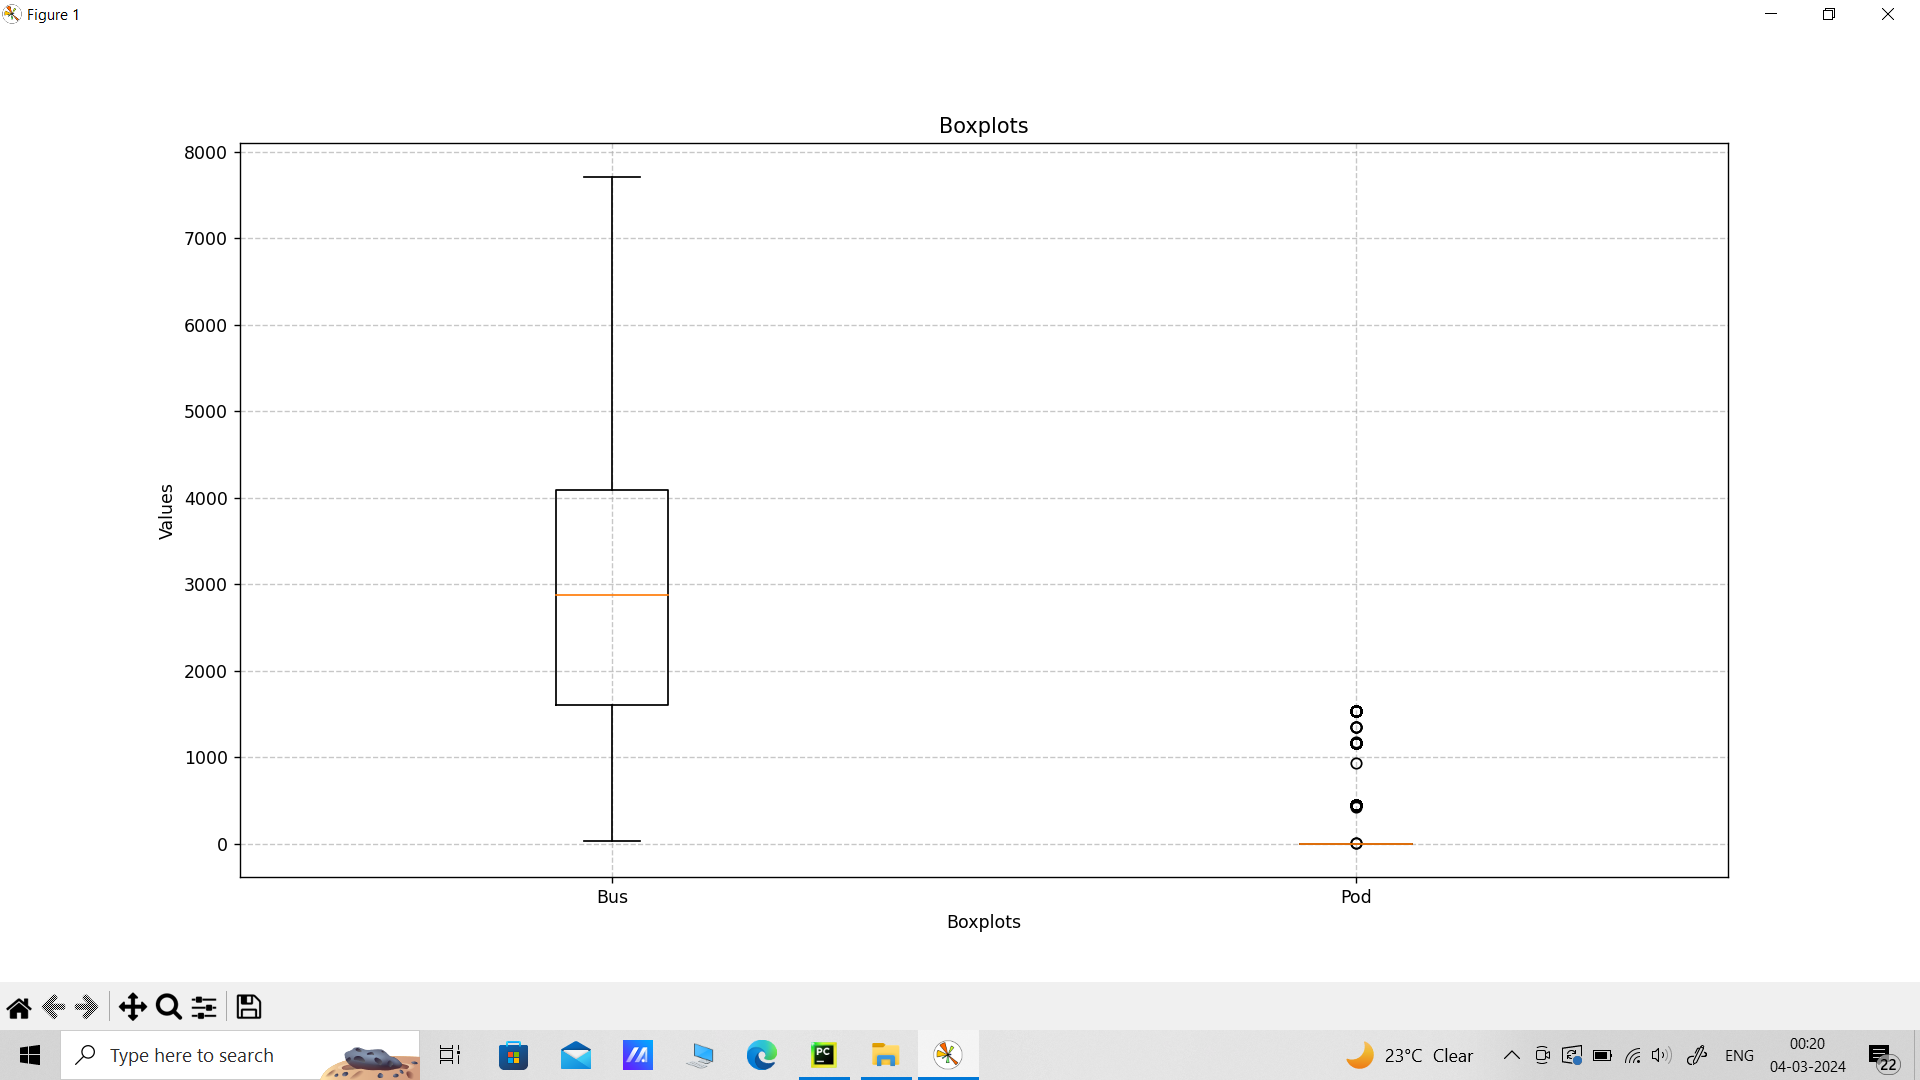 Figure 1
Boxplots
8000
7000
6000
5000
4000
3000
2000
1000
0
Values
Bus
Pod
Boxplots
Type here to search
PC
23°C Clear
ENG
00:20
04-03-2024
22